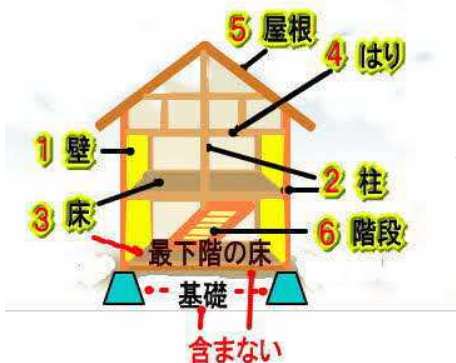 5 屋根
4 はり
1 壁
2 柱
3 床
6 階段
最下階の床
基礎
含まない